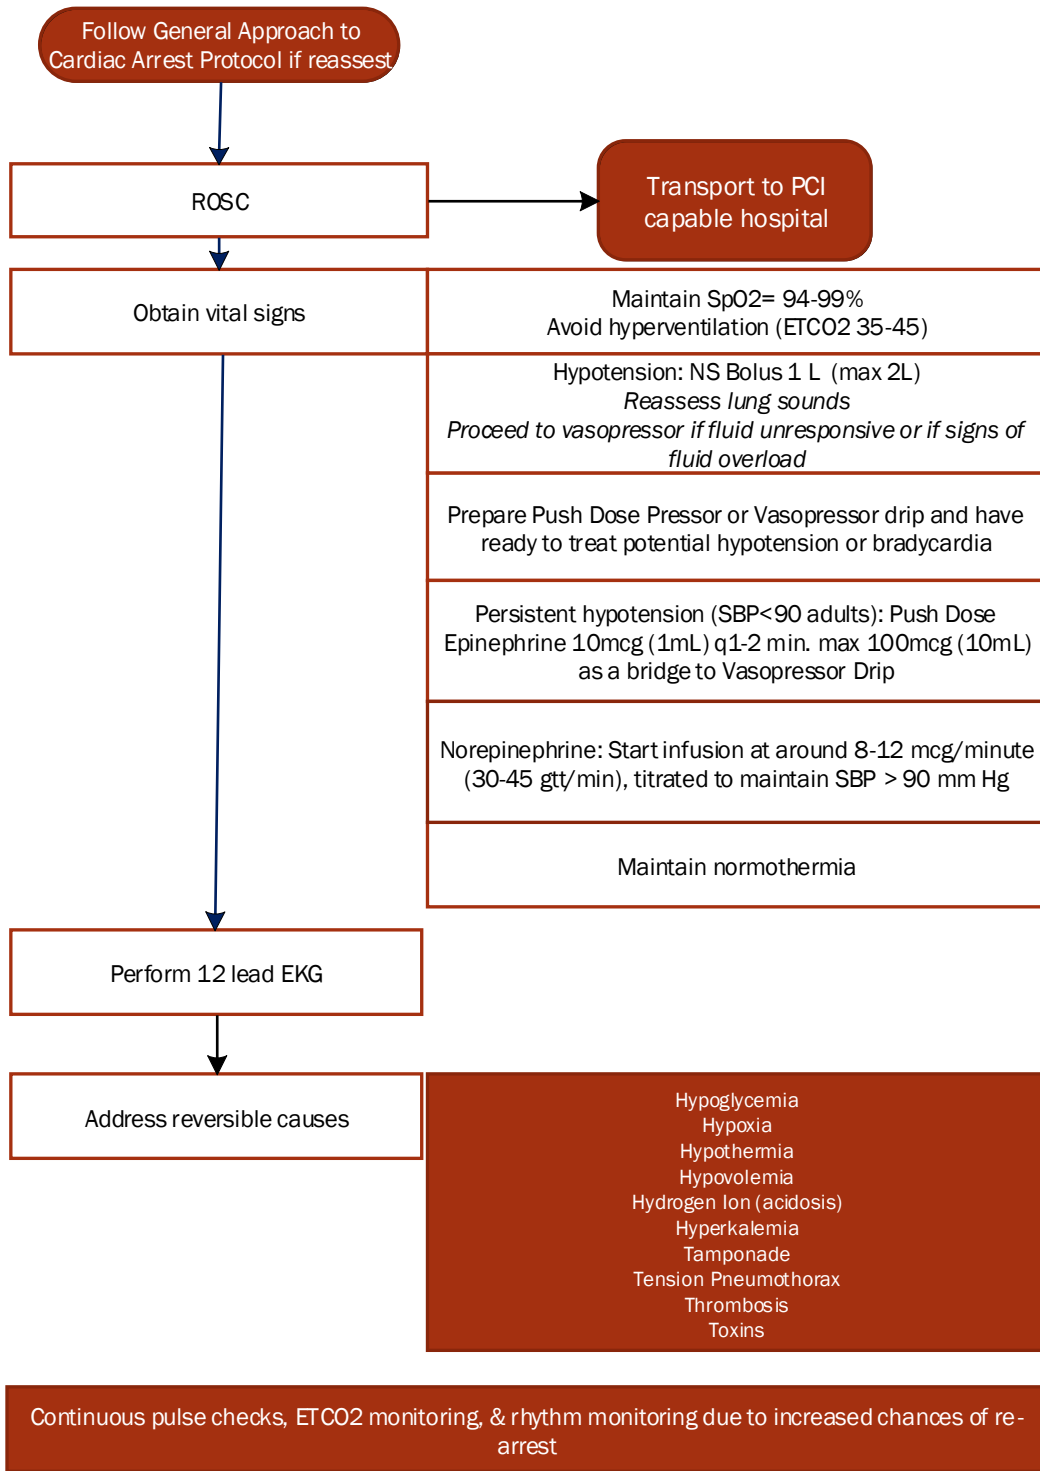 Follow General Approach to
Cardiac Arrest Protocol if reassest
ROSC
Transport to PCI
capable hospital
Obtain vital signs
Maintain SpO2= 94-99%
Avoid hyperventilation (ETCO2 35-45)
Hypotension: NS Bolus 1 L (max 2L)
Reassess lung sounds
Proceed to vasopressor if fluid unresponsive or if signs of
fluid overload
Prepare Push Dose Pressor or Vasopressor drip and have
ready to treat potential hypotension or bradycardia
Persistent hypotension (SBP<90 adults): Push Dose
Epinephrine 10mcg (1mL) q1-2 min. max 100mcg (10mL)
as a bridge to Vasopressor Drip
Norepinephrine: Start infusion at around 8-12 mcg/minute
(30-45 gtt/min), titrated to maintain SBP > 90 mm Hg
Maintain normothermia
Perform 12 lead EKG
Address reversible causes
Hypoglycemia
Hypoxia
Hypothermia
Hypovolemia
Hydrogen Ion (acidosis)
Hyperkalemia
Tamponade
Tension Pneumothorax
Thrombosis
Toxins
Continuous pulse checks, ETCO2 monitoring, & rhythm monitoring due to increased chances of re-
arrest